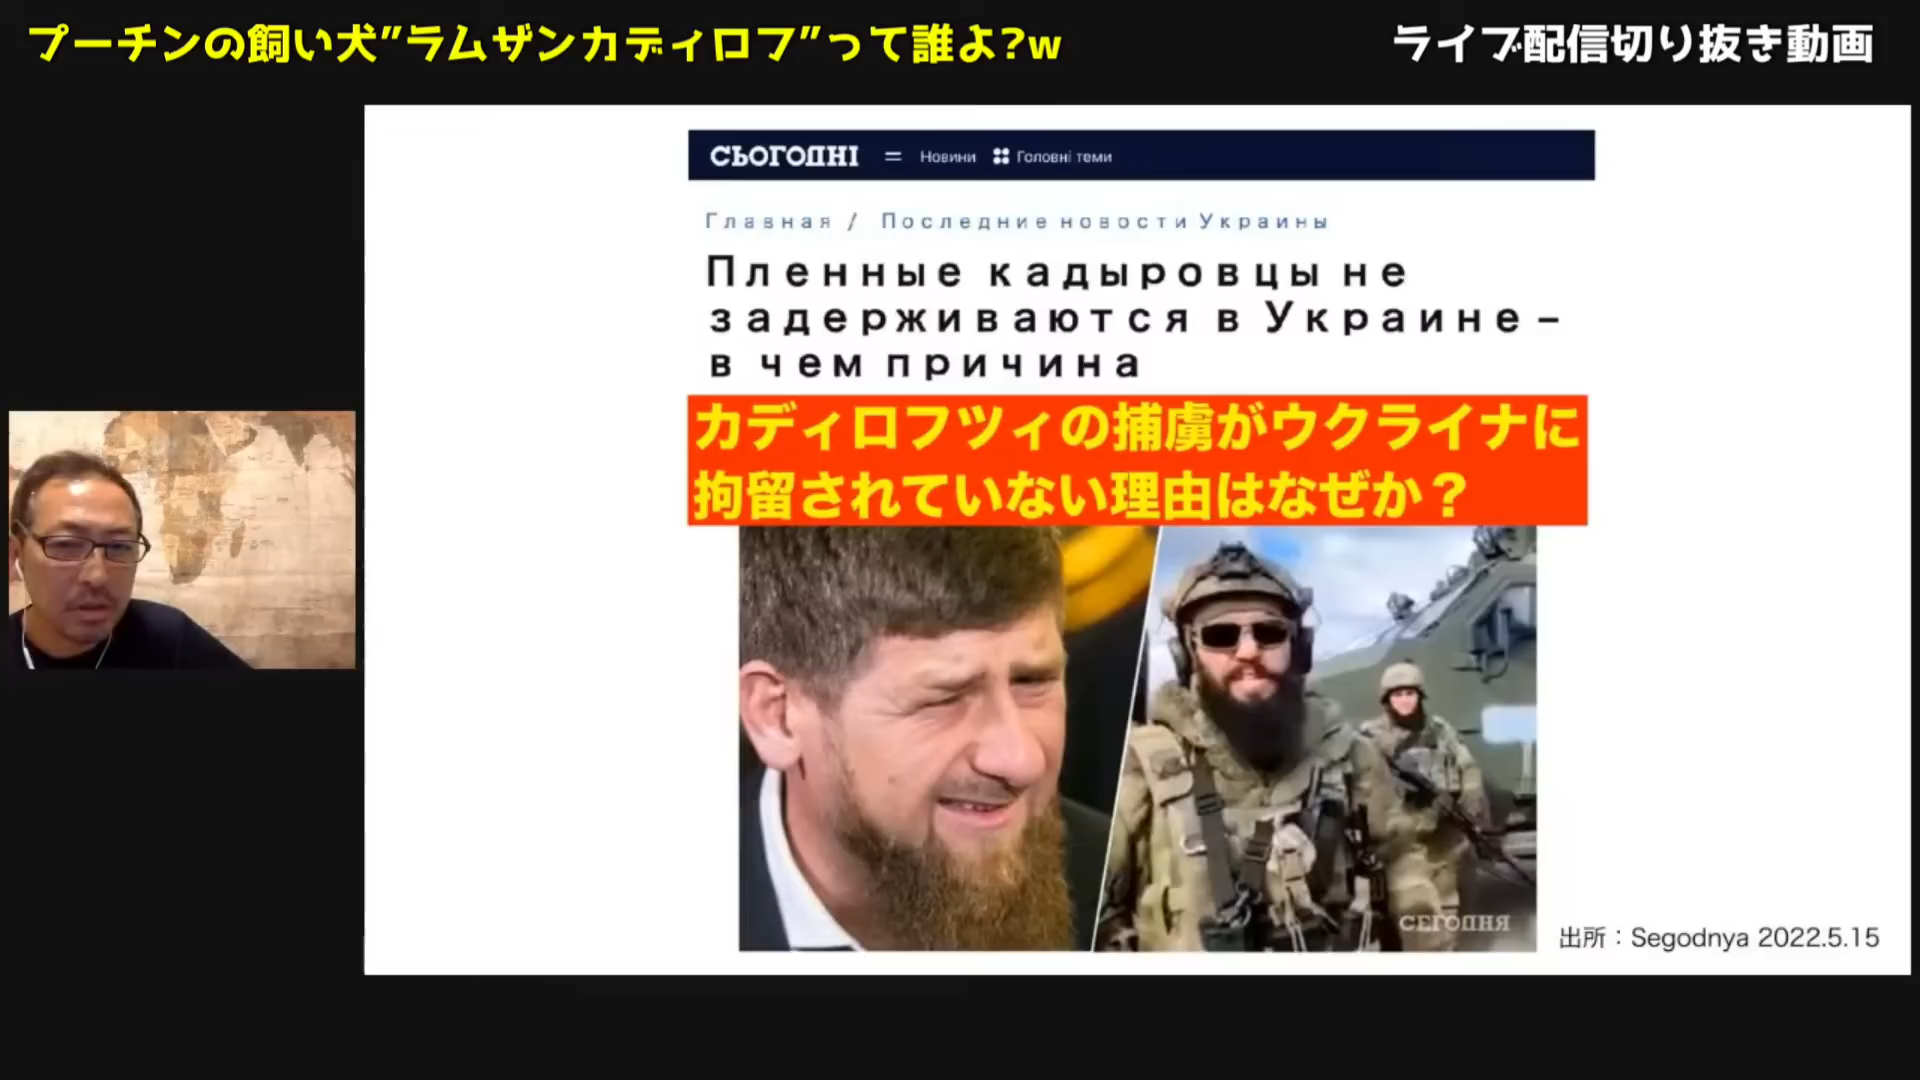 プーチンの飼い犬”ラムザンカディロフ”って誰よ?w
ライブ配信切り抜き動画
СЬОГОДНІ
Новини
Головні теми
Главная / Последние новости Украины
Пленные кадыровцы не
задерживаются в Украине –
в чем причина
カディロフツィの捕虜がウクライナに
拘留されていない理由はなぜか？
СЕГОДНЯ
出所：Segodnya 2022.5.15